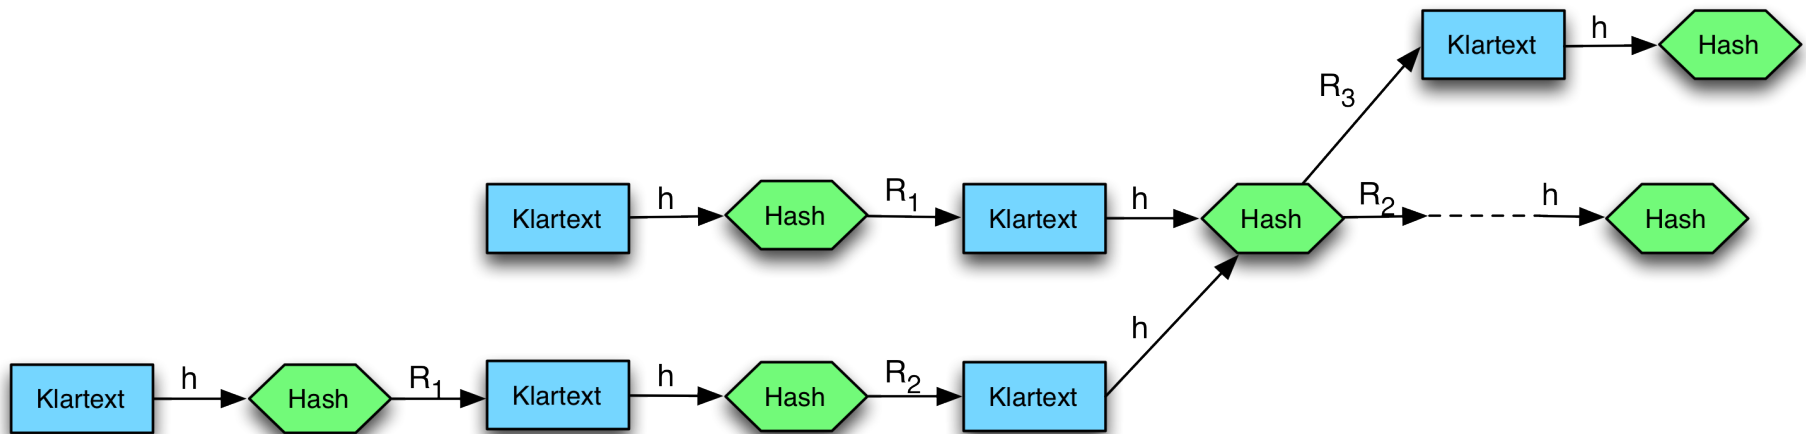 Klartext h Hash
R3
Klartext h Hash R1 Klartext h Hash R2 h Hash
h
Klartext h Hash R1 Klartext h Hash R2 Klartext